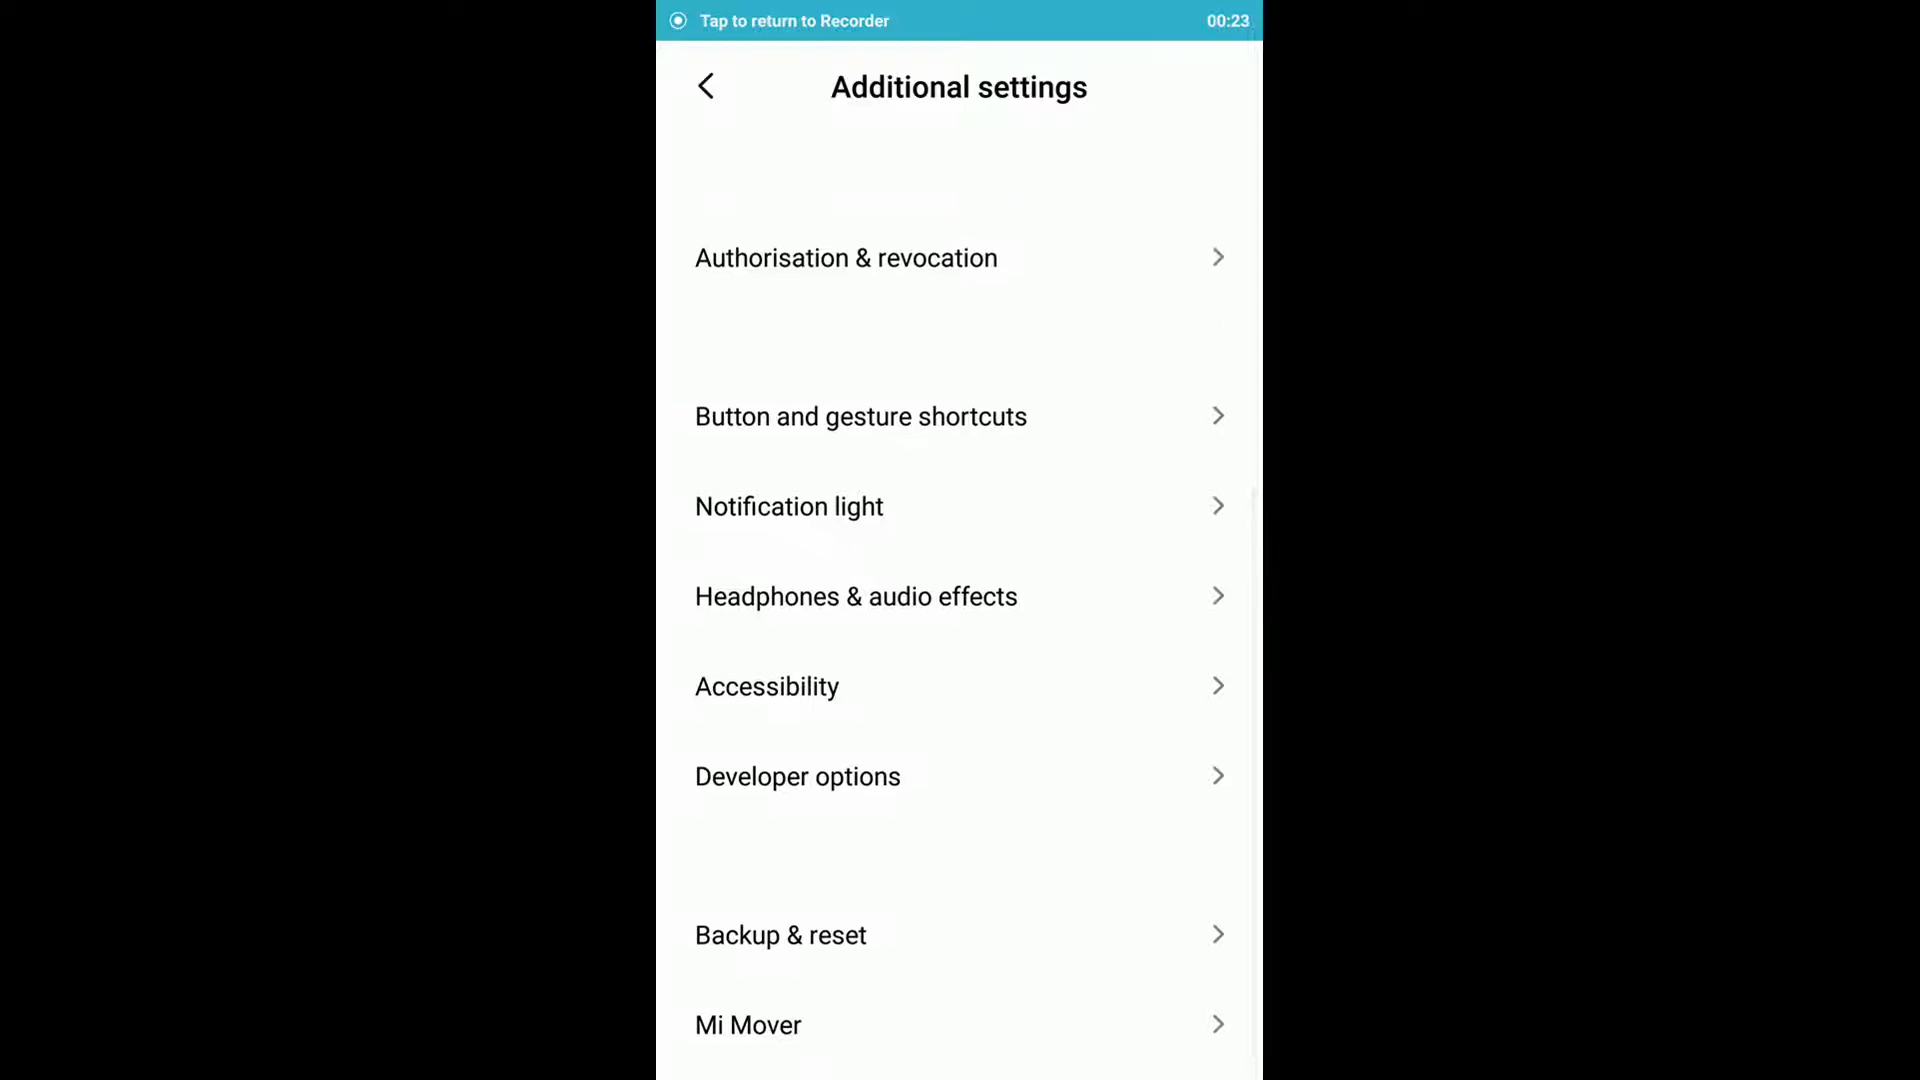 Tap to return to Recorder 00:23
Additional settings
Authorisation & revocation
Button and gesture shortcuts
Notification light
Headphones & audio effects
Accessibility
Developer options
Backup & reset
Mi Mover